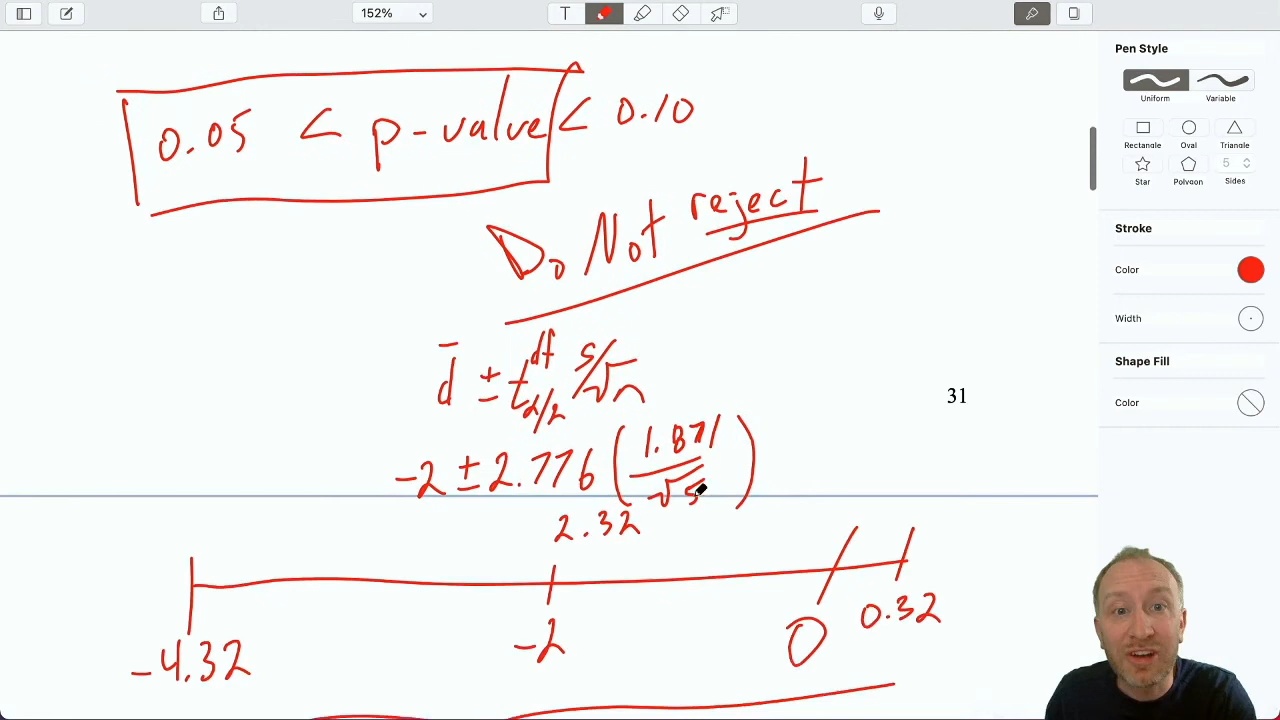 152%
T
Pen Style
Uniform
Variable
Rectangle
Oval
Triangle
Star
Polygon
5
Sides
Stroke
Color
Width
Shape Fill
Color
0.05 < p-value < 0.10
Do Not reject
d̄ ± t df α/2 s/√n
31
-2 ± 2.776 (1.871/√5)
2.32
-4.32
-2
0
0.32